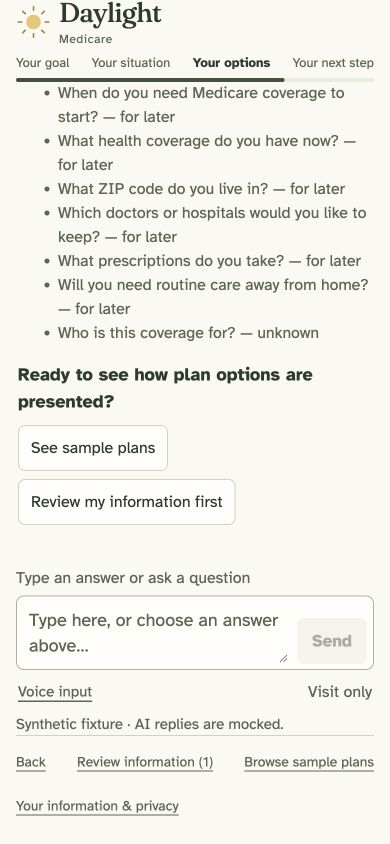 Daylight
Medicare
Your goal Your situation Your options Your next step
• When do you need Medicare coverage to
start? — for later
• What health coverage do you have now? —
for later
• What ZIP code do you live in? — for later
• Which doctors or hospitals would you like to
keep? — for later
• What prescriptions do you take? — for later
• Will you need routine care away from home?
— for later
• Who is this coverage for? — unknown
Ready to see how plan options are
presented?
See sample plans
Review my information first
Type an answer or ask a question
Type here, or choose an answer
above...
Send
Voice input Visit only
Synthetic fixture · AI replies are mocked.
Back Review information (1) Browse sample plans
Your information & privacy